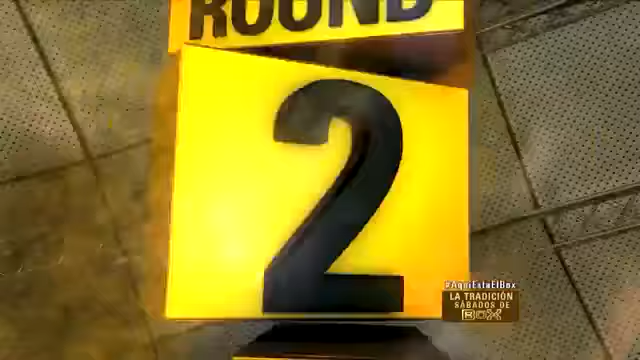 ROUND
2
#AquiEstaElBox
LA TRADICIÓN
SÁBADOS DE
BOX